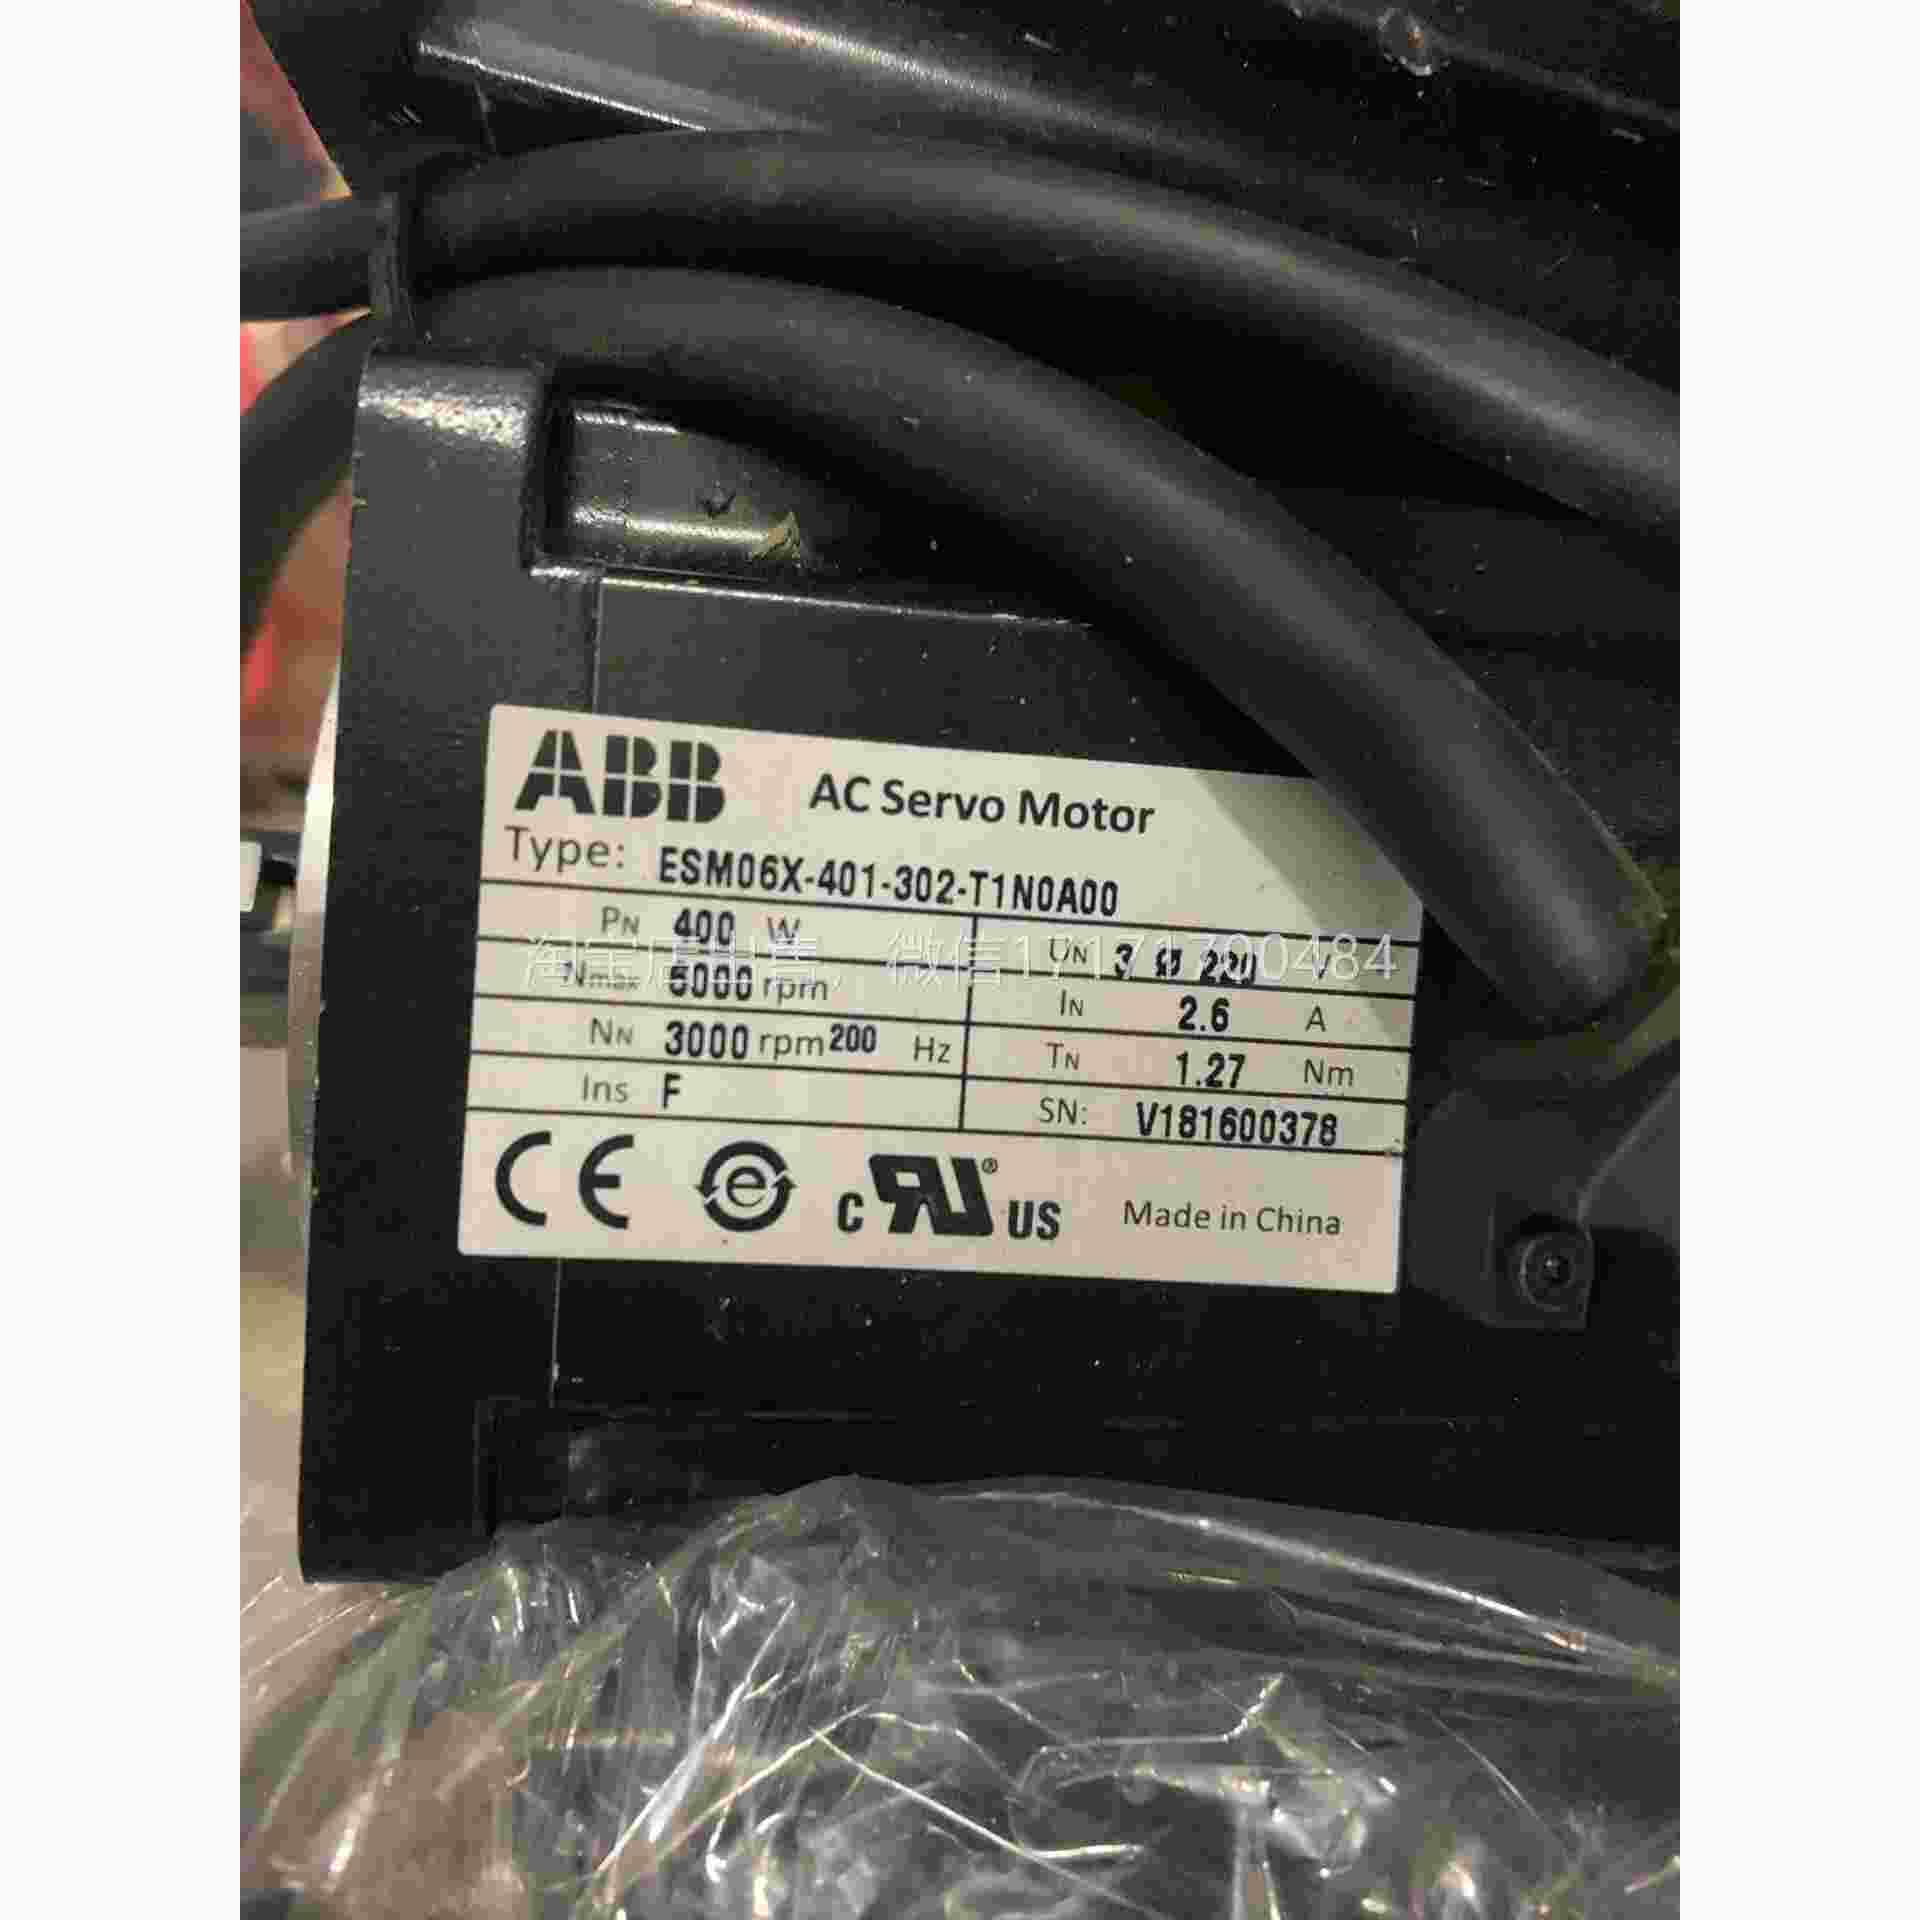 ABB AC Servo Motor
Type: ESM06X-401-302-T1N0A00
PN 400 W UN 3 Ø 220 V
淘宝店出售，微信17171700484
Nmax 5000 rpm IN 2.6 A
NN 3000 rpm 200 Hz TN 1.27 Nm
Ins F SN: V181600378
CE e c RU ® US Made in China